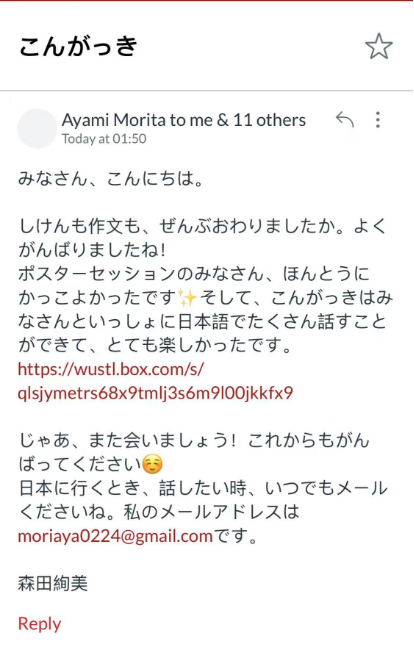 こんがっき
Ayami Morita to me & 11 others
Today at 01:50
みなさん、こんにちは。
しけんも作文も、ぜんぶおわりましたか。よく
がんばりましたね!
ポスターセッションのみなさん、ほんとうに
かっこよかったです✨そして、こんがっきはみ
なさんといっしょに日本語でたくさん話すこと
ができて、とても楽しかったです。
https://wustl.box.com/s/
qlsjymetrs68x9tmlj3s6m9l00jkkfx9
じゃあ、また会いましょう！これからもがん
ばってください☺️
日本に行くとき、話したい時、いつでもメール
くださいね。私のメールアドレスは
moriaya0224@gmail.comです。
森田絢美
Reply